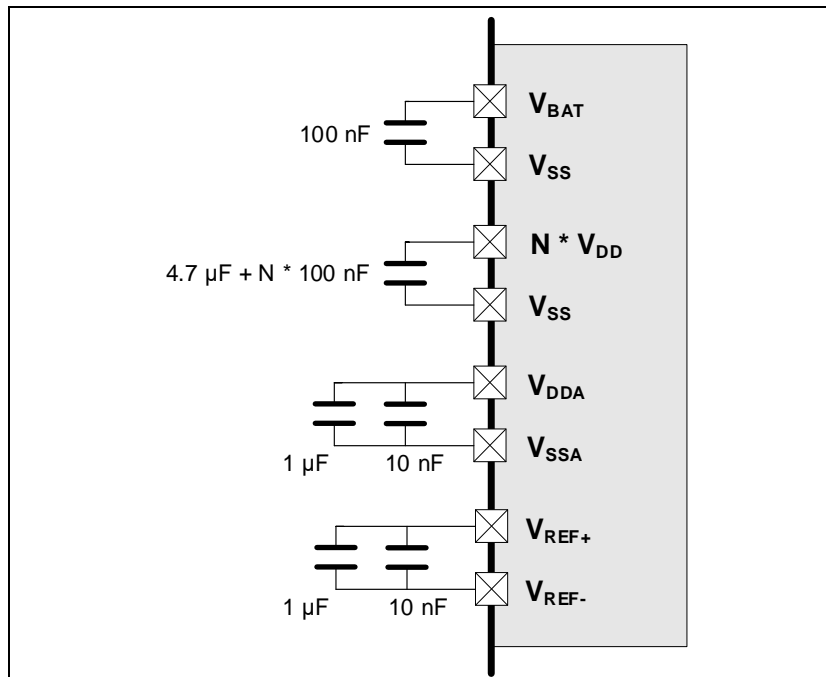 V_BAT
100 nF
V_SS
N * V_DD
4.7 µF + N * 100 nF
V_SS
V_DDA
1 µF 10 nF
V_SSA
V_REF+
1 µF 10 nF
V_REF-